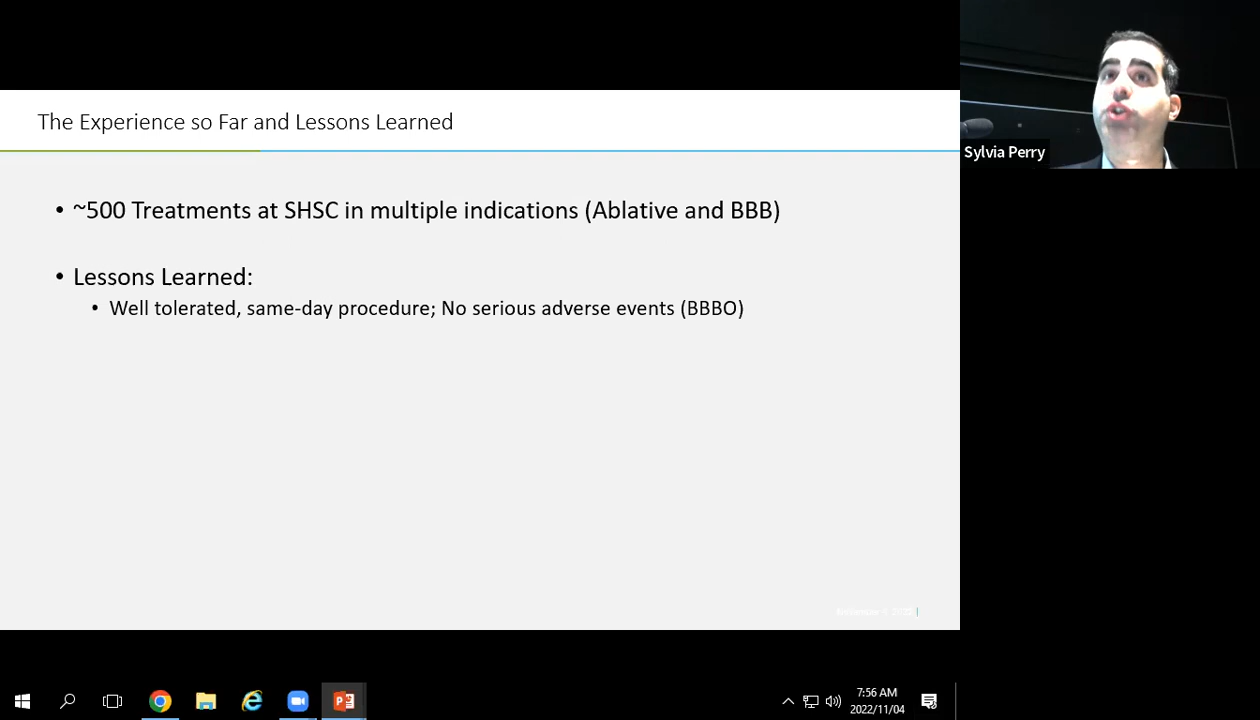 The Experience so Far and Lessons Learned
Sylvia Perry
• ~500 Treatments at SHSC in multiple indications (Ablative and BBB)
• Lessons Learned:
• Well tolerated, same-day procedure; No serious adverse events (BBBO)
7:56 AM
2022/11/04